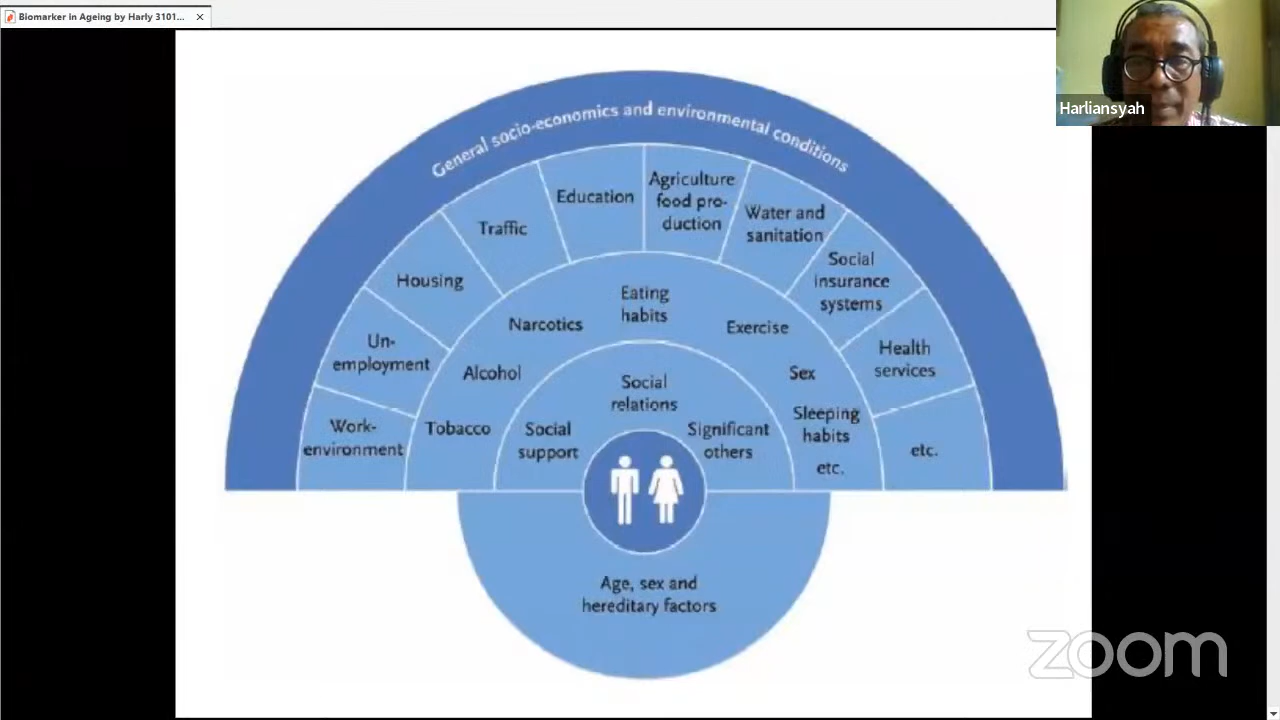 Biomarker in Ageing by Harly 3101...
Harliansyah
General socio-economics and environmental conditions
Work-
environment
Un-
employment
Housing
Traffic
Education
Agriculture
food pro-
duction
Water and
sanitation
Social
insurance
systems
Health
services
etc.
Tobacco
Alcohol
Narcotics
Eating
habits
Exercise
Sex
Sleeping
habits
etc.
Social
support
Social
relations
Significant
others
Age, sex and
hereditary factors
zoom